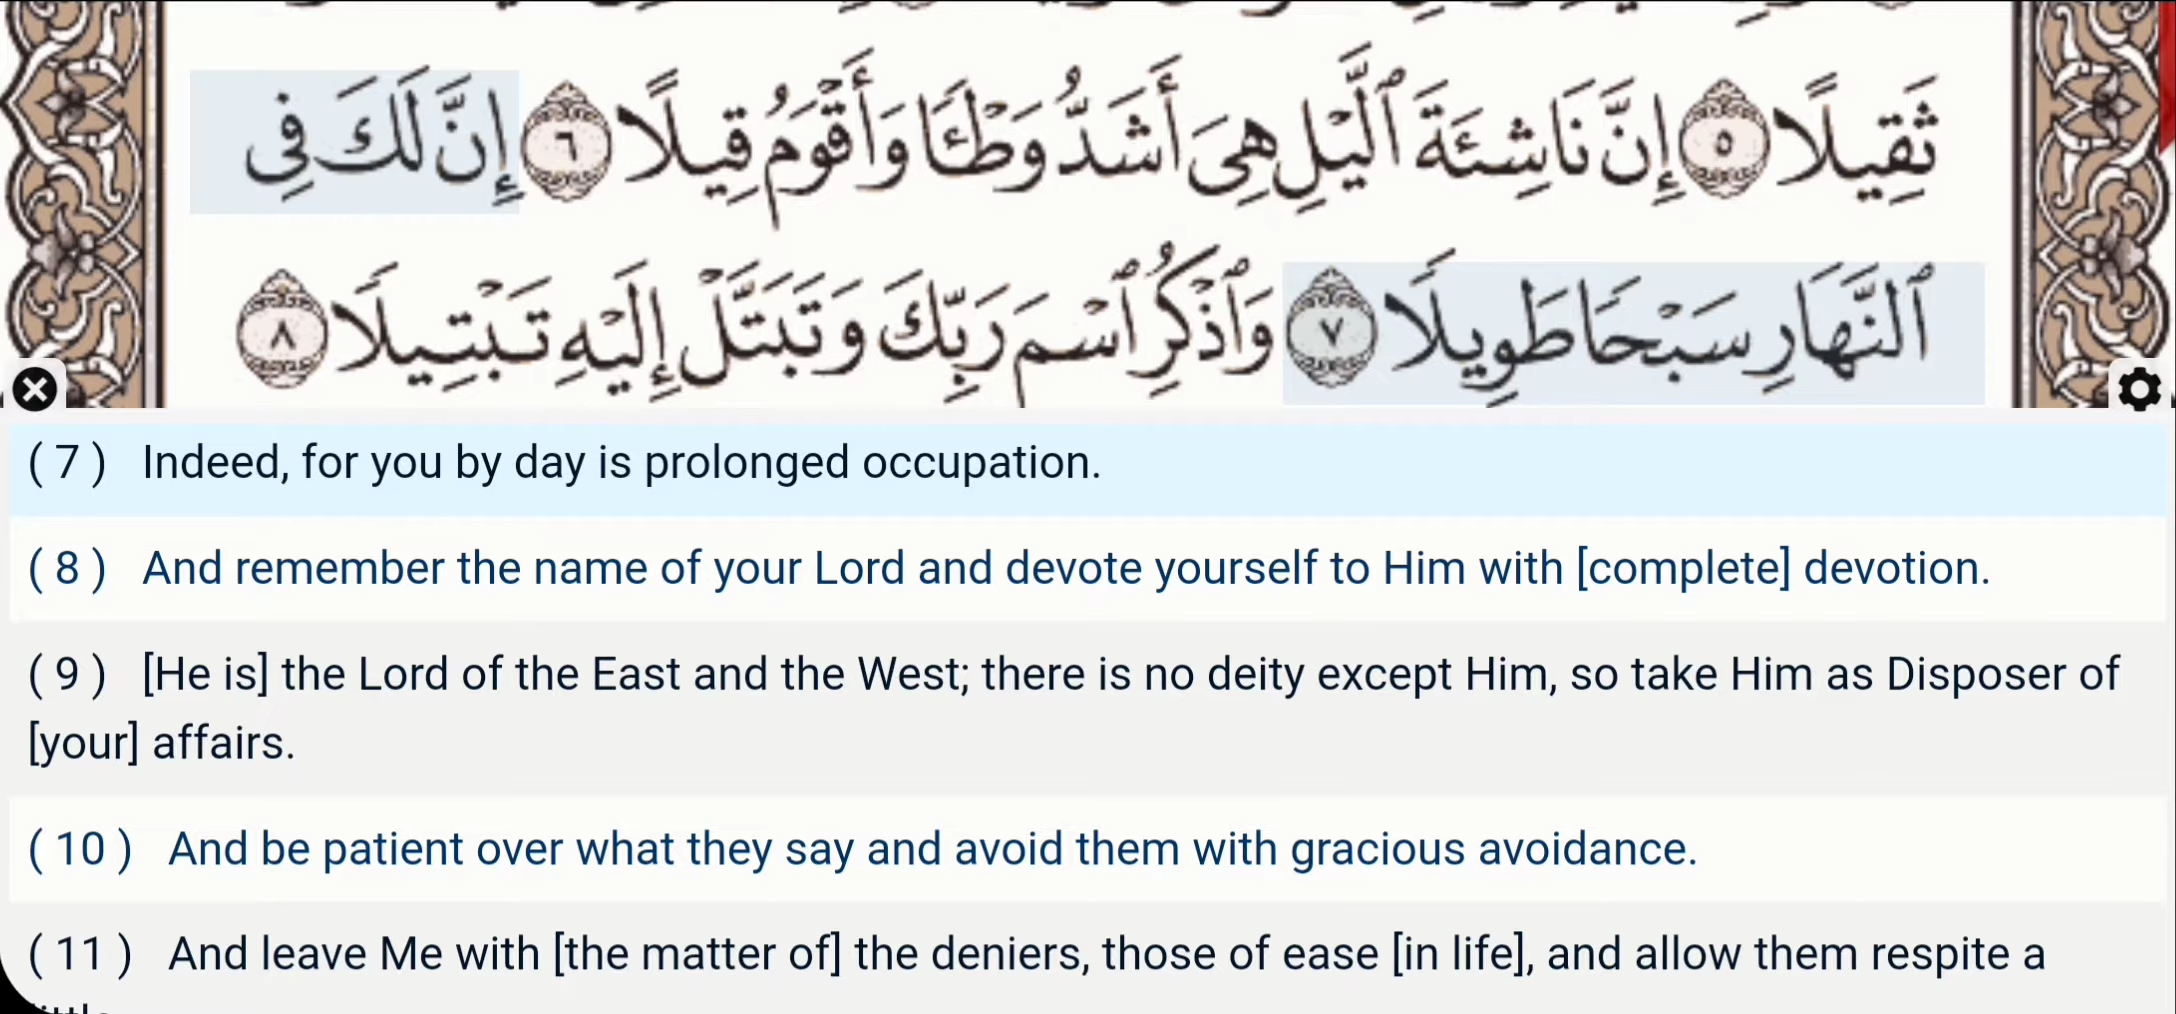 ثَقِيلًا ٥ إِنَّ نَاشِئَةَ ٱلَّيۡلِ هِىَ أَشَدُّ وَطۡـًٔا وَأَقۡوَمُ قِيلًا ٦ إِنَّ لَكَ فِى
ٱلنَّهَارِ سَبۡحًا طَوِيلًا ٧ وَٱذۡكُرِ ٱسۡمَ رَبِّكَ وَتَبَتَّلۡ إِلَيۡهِ تَبۡتِيلًا ٨
( 7 ) Indeed, for you by day is prolonged occupation.
( 8 ) And remember the name of your Lord and devote yourself to Him with [complete] devotion.
( 9 ) [He is] the Lord of the East and the West; there is no deity except Him, so take Him as Disposer of
[your] affairs.
( 10 ) And be patient over what they say and avoid them with gracious avoidance.
( 11 ) And leave Me with [the matter of] the deniers, those of ease [in life], and allow them respite a